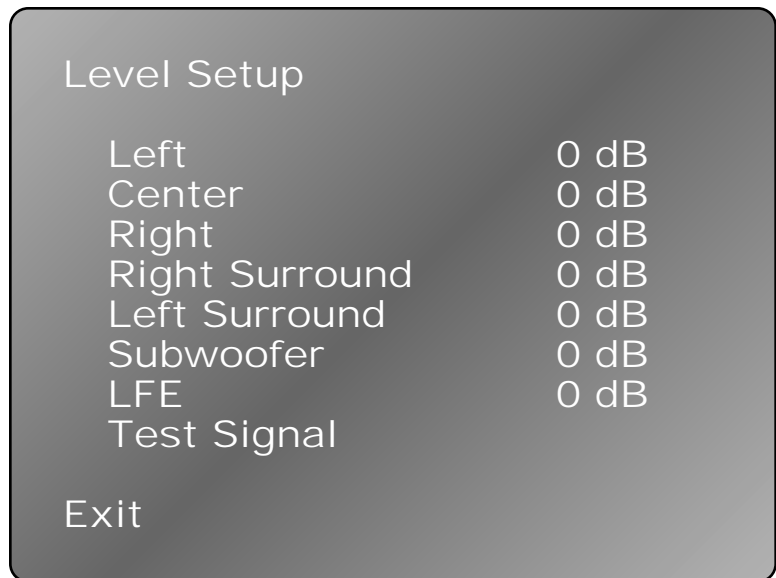 Level Setup
Left 0 dB
Center 0 dB
Right 0 dB
Right Surround 0 dB
Left Surround 0 dB
Subwoofer 0 dB
LFE 0 dB
Test Signal
Exit